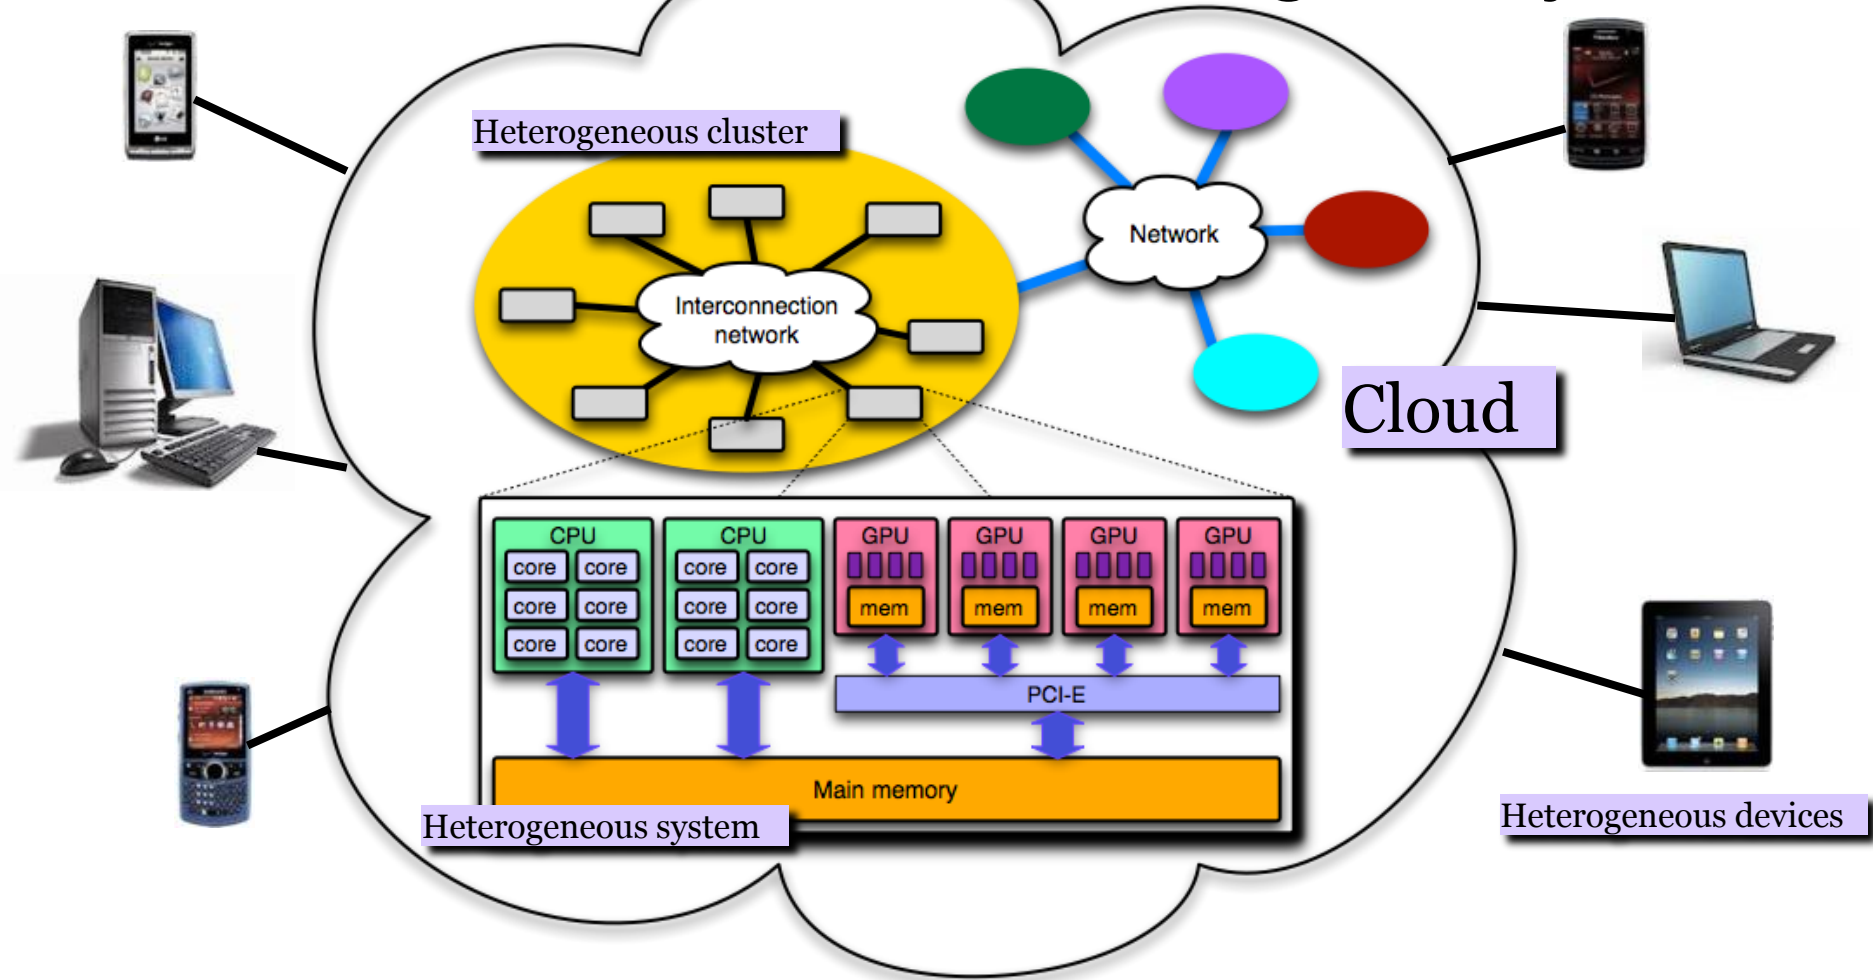 Heterogeneous cluster
Network
Interconnection
network
Cloud
CPU
CPU
GPU
GPU
GPU
GPU
core core
core core
core core
core core
core core
core core
mem
mem
mem
mem
PCI-E
Main memory
Heterogeneous system
Heterogeneous devices